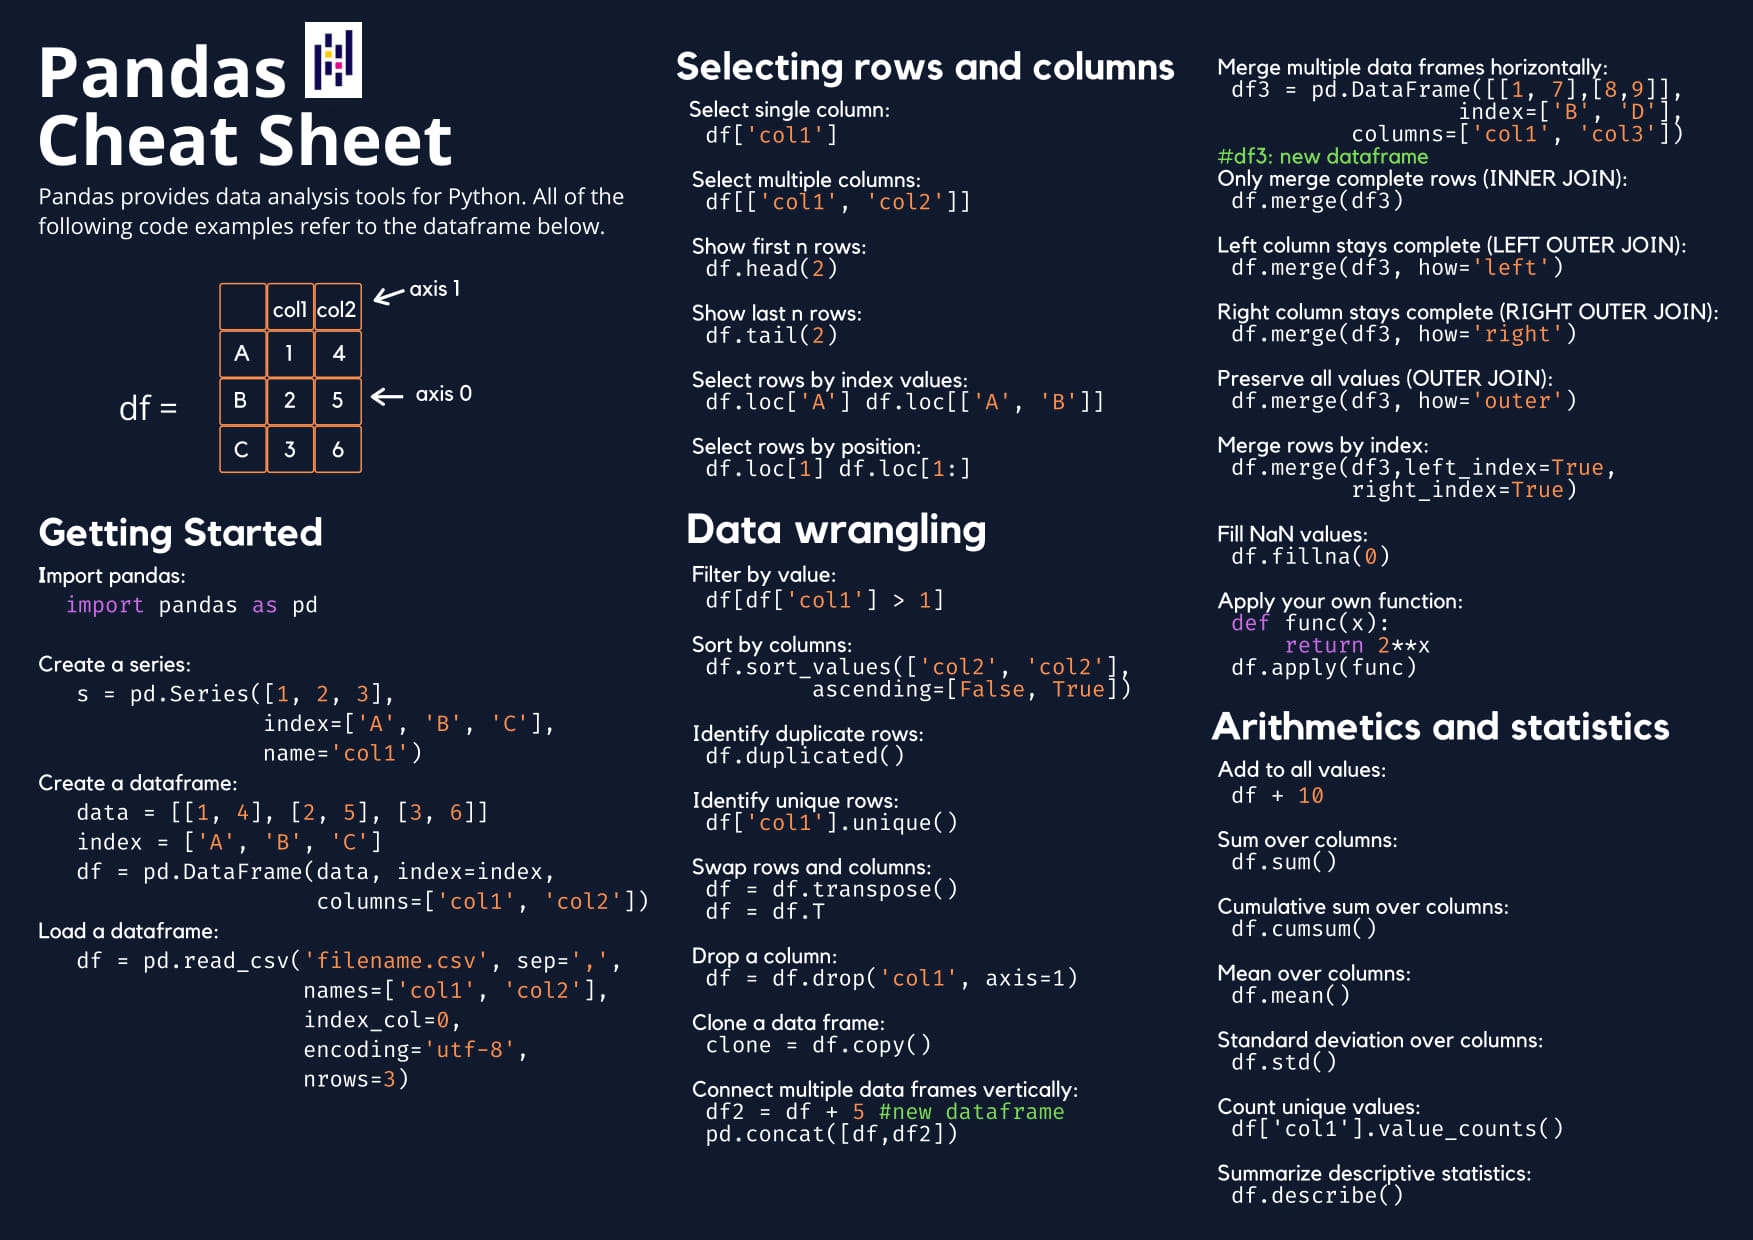 Pandas
Cheat Sheet
Pandas provides data analysis tools for Python. All of the
following code examples refer to the dataframe below.
axis 1
col1 col2
A 1 4
df =
B 2 5
axis 0
C 3 6
Getting Started
Import pandas:
import pandas as pd
Create a series:
s = pd.Series([1, 2, 3],
index=['A', 'B', 'C'],
name='col1')
Create a dataframe:
data = [[1, 4], [2, 5], [3, 6]]
index = ['A', 'B', 'C']
df = pd.DataFrame(data, index=index,
columns=['col1', 'col2'])
Load a dataframe:
df = pd.read_csv('filename.csv', sep=',',
names=['col1', 'col2'],
index_col=0,
encoding='utf-8',
nrows=3)
Selecting rows and columns
Select single column:
df['col1']
Select multiple columns:
df[['col1', 'col2']]
Show first n rows:
df.head(2)
Show last n rows:
df.tail(2)
Select rows by index values:
df.loc['A'] df.loc[['A', 'B']]
Select rows by position:
df.loc[1] df.loc[1:]
Data wrangling
Filter by value:
df[df['col1'] > 1]
Sort by columns:
df.sort_values(['col2', 'col2'],
ascending=[False, True])
Identify duplicate rows:
df.duplicated()
Identify unique rows:
df['col1'].unique()
Swap rows and columns:
df = df.transpose()
df = df.T
Drop a column:
df = df.drop('col1', axis=1)
Clone a data frame:
clone = df.copy()
Connect multiple data frames vertically:
df2 = df + 5 #new dataframe
pd.concat([df,df2])
Merge multiple data frames horizontally:
df3 = pd.DataFrame([[1, 7],[8,9]],
index=['B', 'D'],
columns=['col1', 'col3'])
#df3: new dataframe
Only merge complete rows (INNER JOIN):
df.merge(df3)
Left column stays complete (LEFT OUTER JOIN):
df.merge(df3, how='left')
Right column stays complete (RIGHT OUTER JOIN):
df.merge(df3, how='right')
Preserve all values (OUTER JOIN):
df.merge(df3, how='outer')
Merge rows by index:
df.merge(df3,left_index=True,
right_index=True)
Fill NaN values:
df.fillna(0)
Apply your own function:
def func(x):
return 2**x
df.apply(func)
Arithmetics and statistics
Add to all values:
df + 10
Sum over columns:
df.sum()
Cumulative sum over columns:
df.cumsum()
Mean over columns:
df.mean()
Standard deviation over columns:
df.std()
Count unique values:
df['col1'].value_counts()
Summarize descriptive statistics:
df.describe()